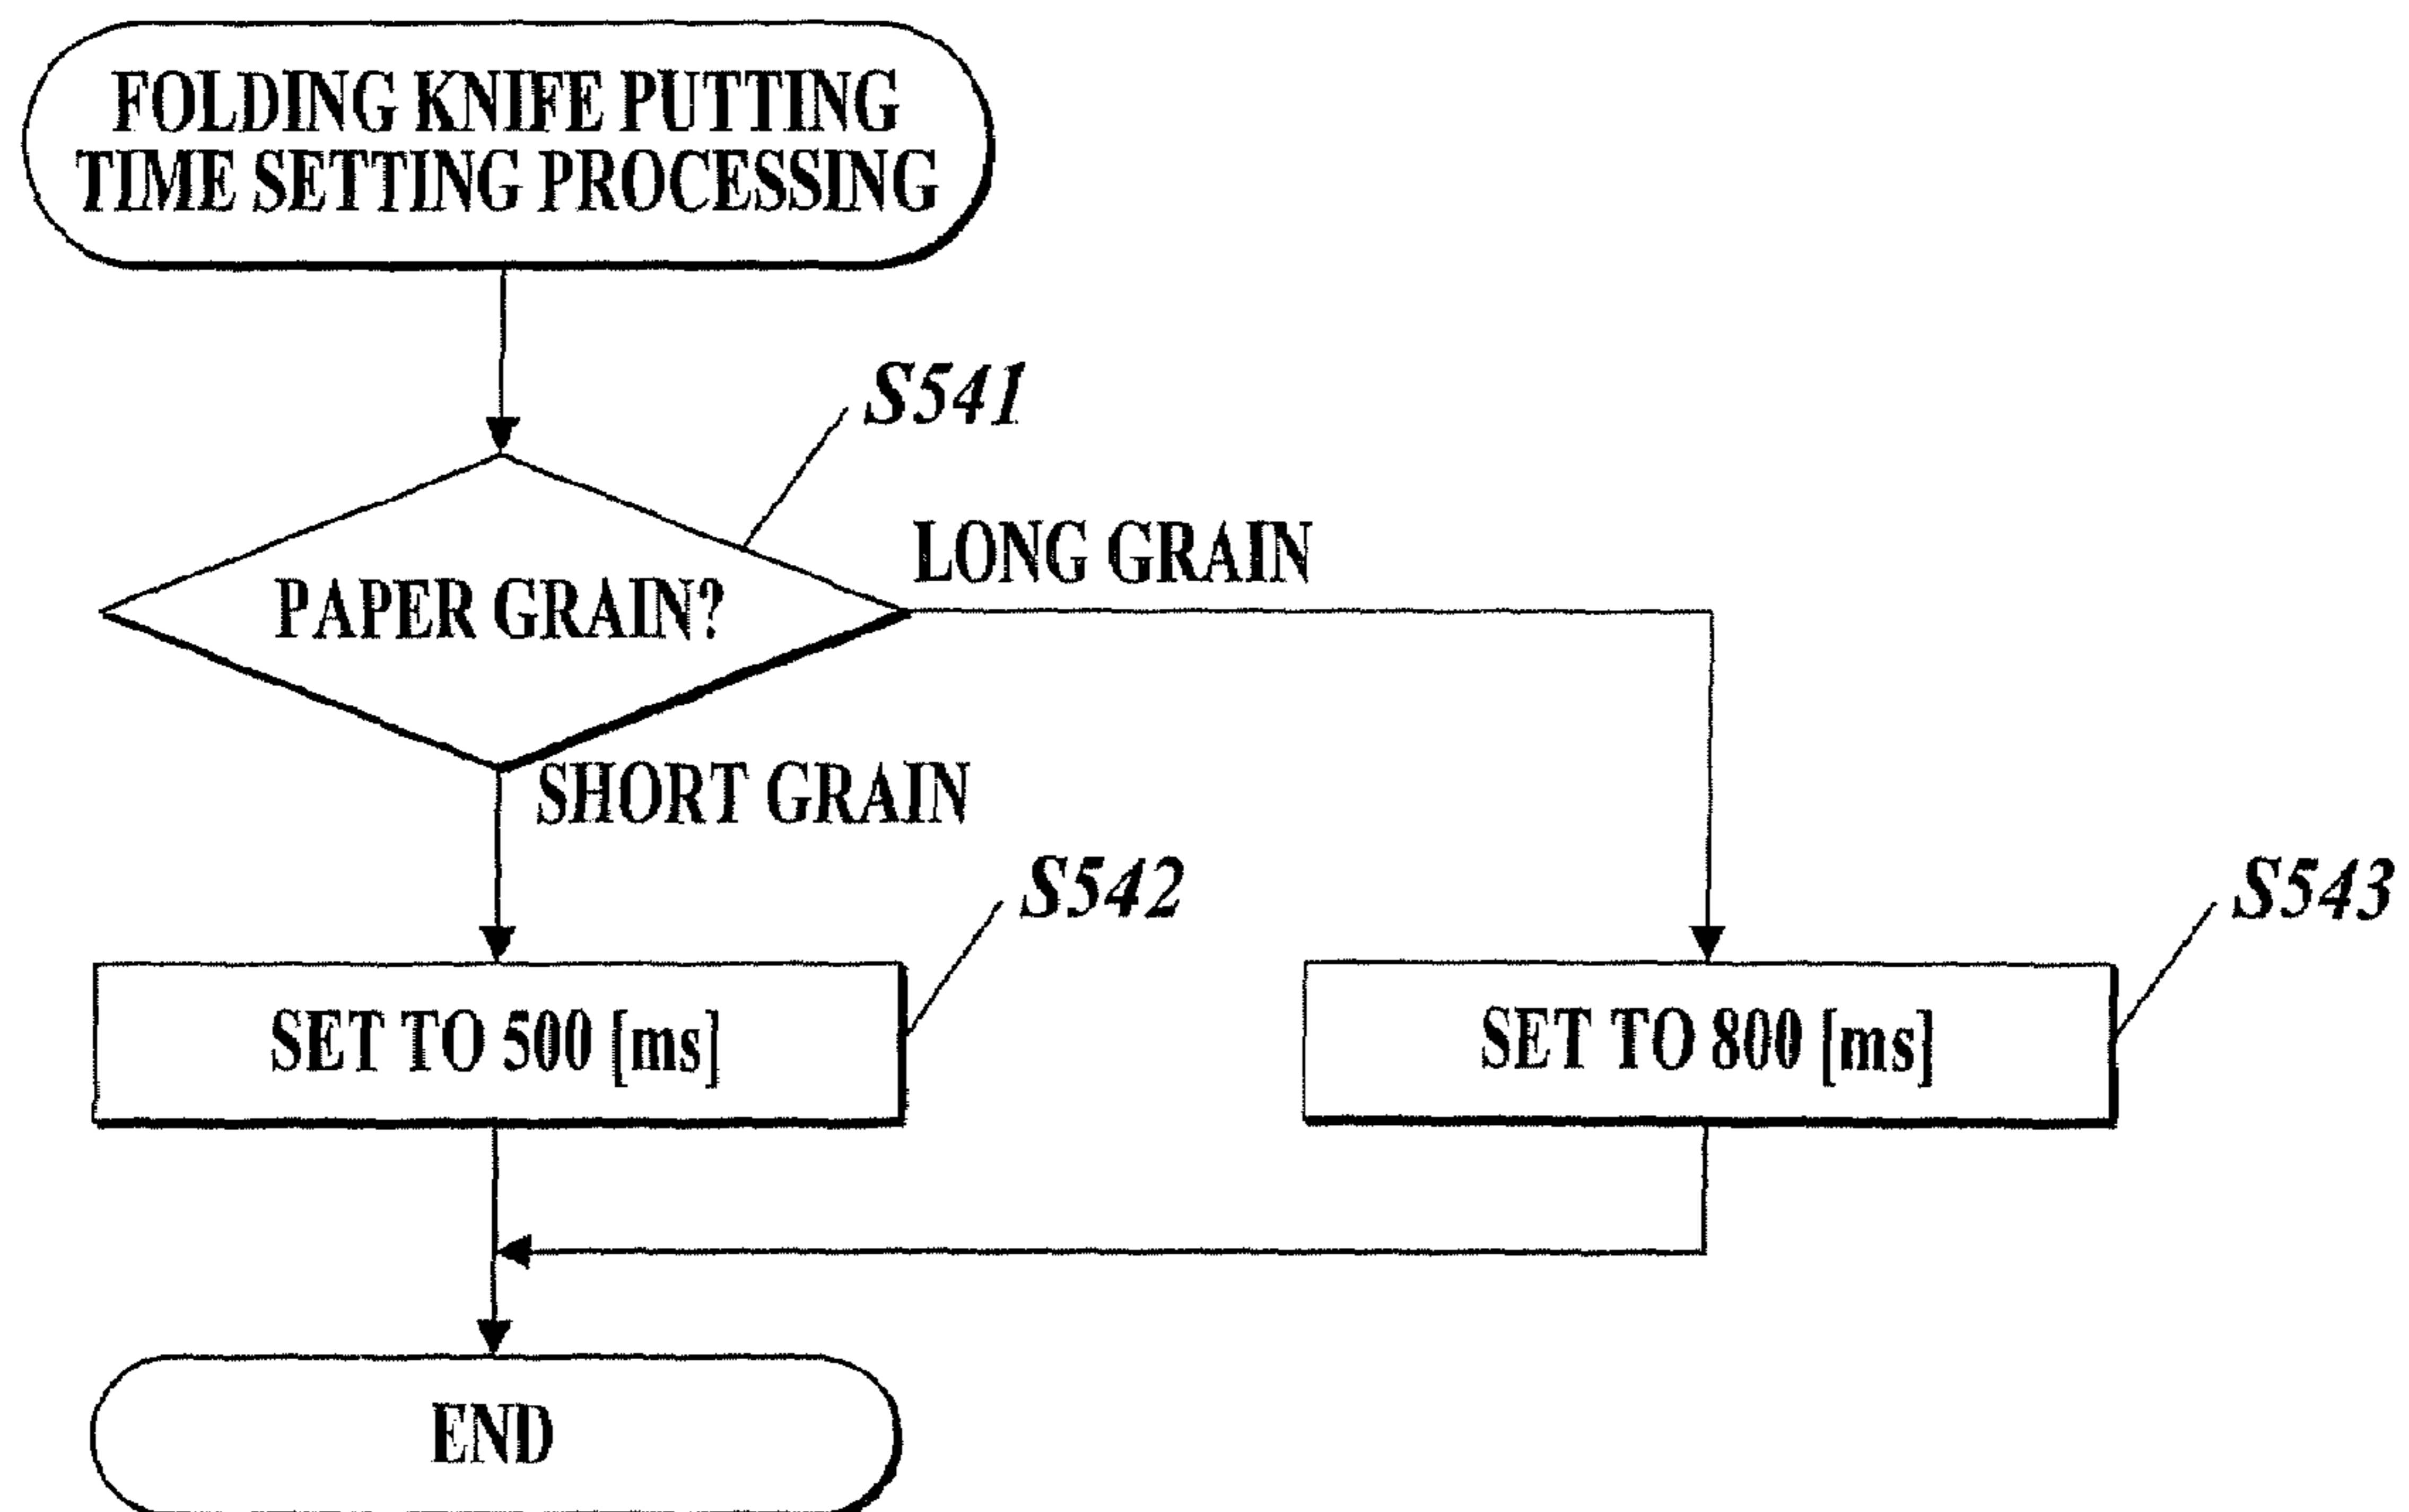 FOLDING KNIFE PUTTING
TIME SETTING PROCESSING
S541
LONG GRAIN
PAPER GRAIN?
SHORT GRAIN
S542
S543
SET TO 500 [ms]
SET TO 800 [ms]
END